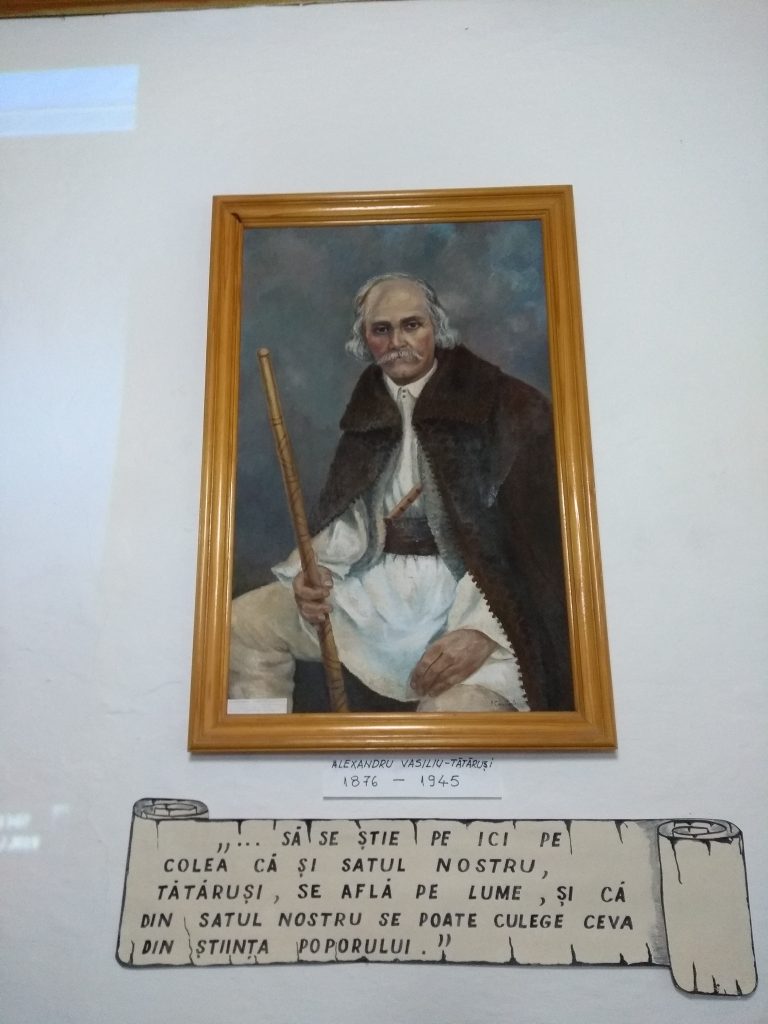 ALEXANDRU VASILIU-TĂTĂRUȘI
1876 — 1945
„... SĂ SE ȘTIE PE ICI PE
COLEA CĂ ȘI SATUL NOSTRU,
TĂTĂRUȘI, SE AFLĂ PE LUME, ȘI CĂ
DIN SATUL NOSTRU SE POATE CULEGE CEVA
DIN ȘTIINȚA POPORULUI."